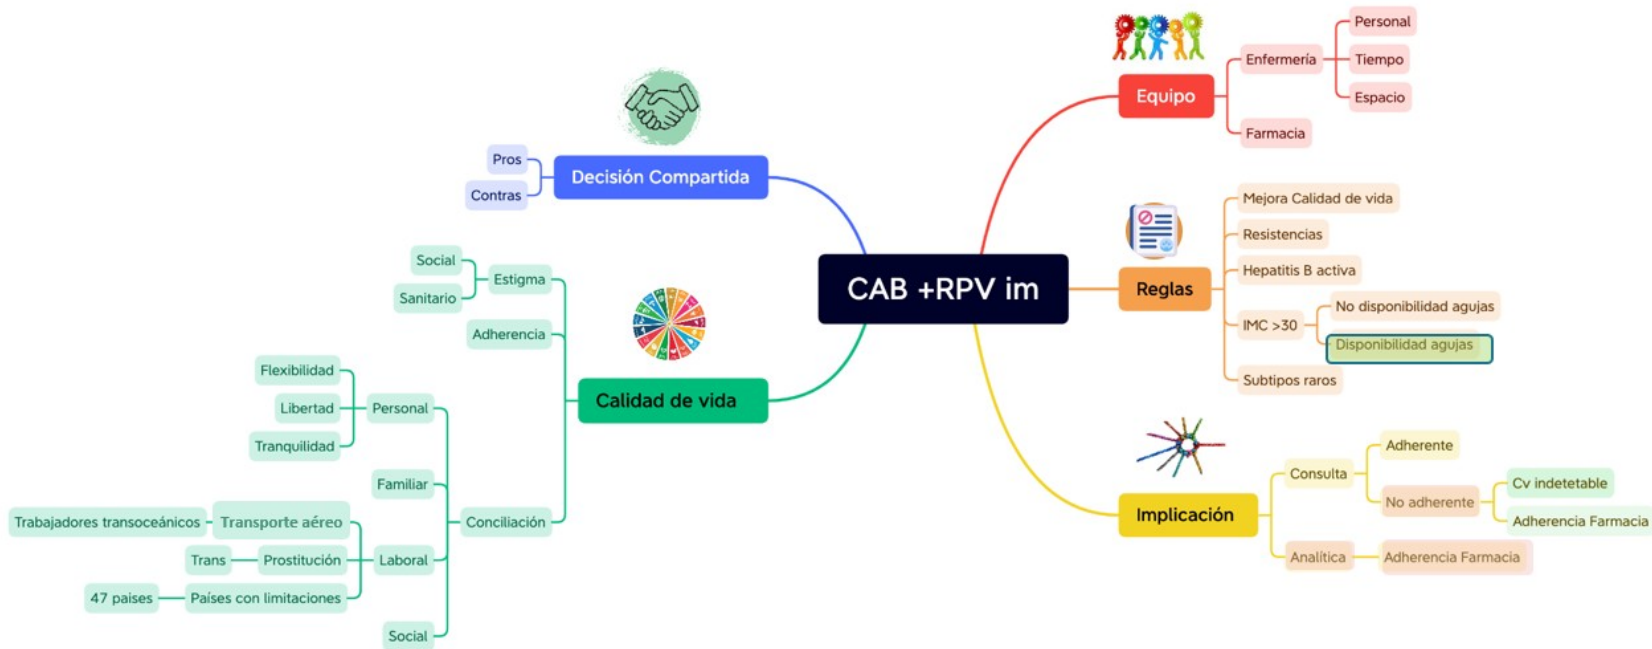 CAB +RPV im
Equipo
Enfermería
Personal
Tiempo
Espacio
Farmacia
Reglas
Mejora Calidad de vida
Resistencias
Hepatitis B activa
IMC >30
No disponibilidad agujas
Disponibilidad agujas
Subtipos raros
Implicación
Consulta
Adherente
No adherente
Cv indetetable
Adherencia Farmacia
Analítica
Adherencia Farmacia
Decisión Compartida
Pros
Contras
Calidad de vida
Estigma
Social
Sanitario
Adherencia
Conciliación
Personal
Flexibilidad
Libertad
Tranquilidad
Familiar
Laboral
Transporte aéreo
Trabajadores transoceánicos
Prostitución
Trans
Países con limitaciones
47 paises
Social